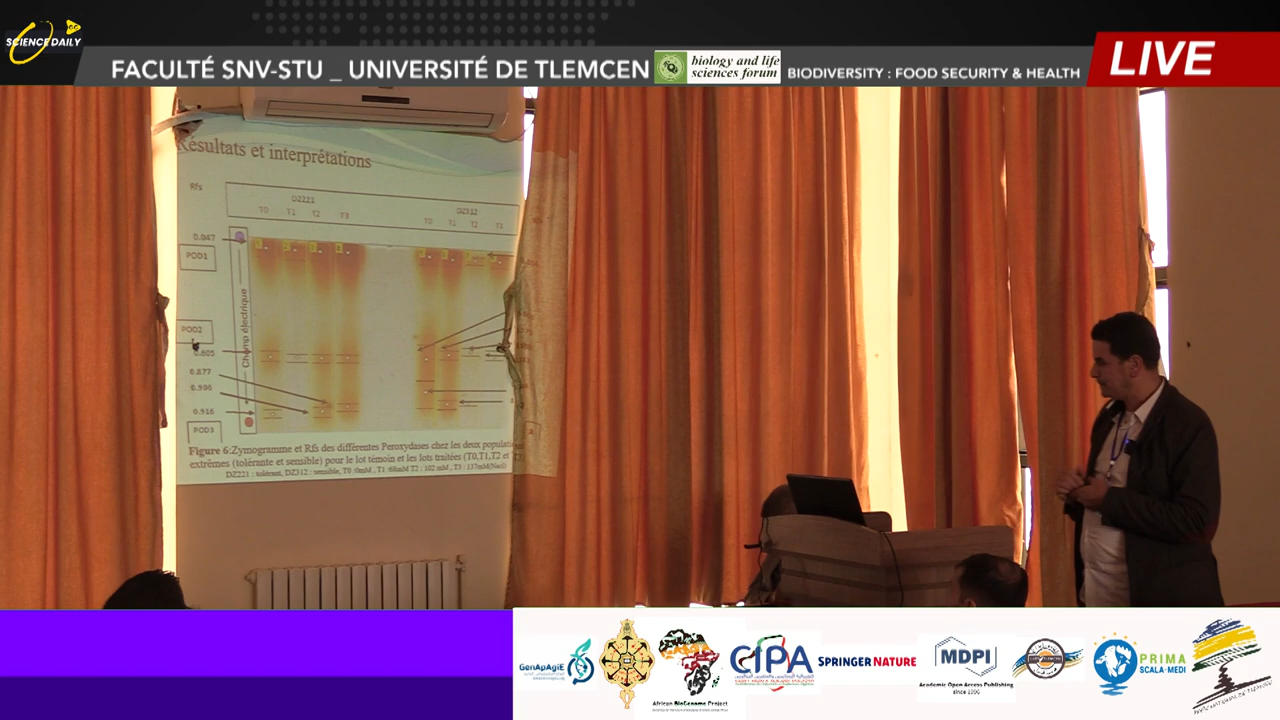 SCIENCE DAILY
FACULTÉ SNV-STU _ UNIVERSITÉ DE TLEMCEN
biology and life
sciences forum
BIODIVERSITY : FOOD SECURITY & HEALTH
LIVE
Résultats et interprétations
Rfs
DZ221
DZ312
T0 T1 T2 T3
T0 T1 T2 T3
0.047
POD1
Champ électrique
POD2
0.805
0.877
0.906
0.916
POD3
Figure 6:Zymogramme et Rfs des différentes Peroxydases chez les deux populat
extrêmes (tolérante et sensible) pour le lot témoin et les lots traitées (T0,T1,T2 et
DZ221 : tolérant, DZ312 : sensible, T0 :0mM , T1 :68mM T2 : 102 mM , T3 : 137mM(Nacl)
GenApAgiE
African BioGenome Project
CIPA
SPRINGER NATURE
MDPI
Academic Open Access Publishing
since 1996
PRIMA
SCALA-MEDI